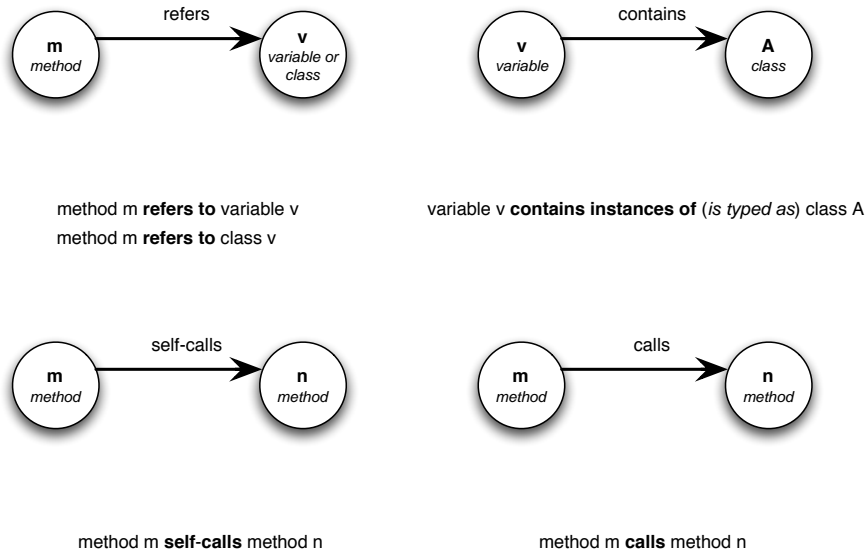 refers
m
method
v
variable or
class
method m refers to variable v
method m refers to class v
contains
v
variable
A
class
variable v contains instances of (is typed as) class A
self-calls
m
method
n
method
method m self-calls method n
calls
m
method
n
method
method m calls method n